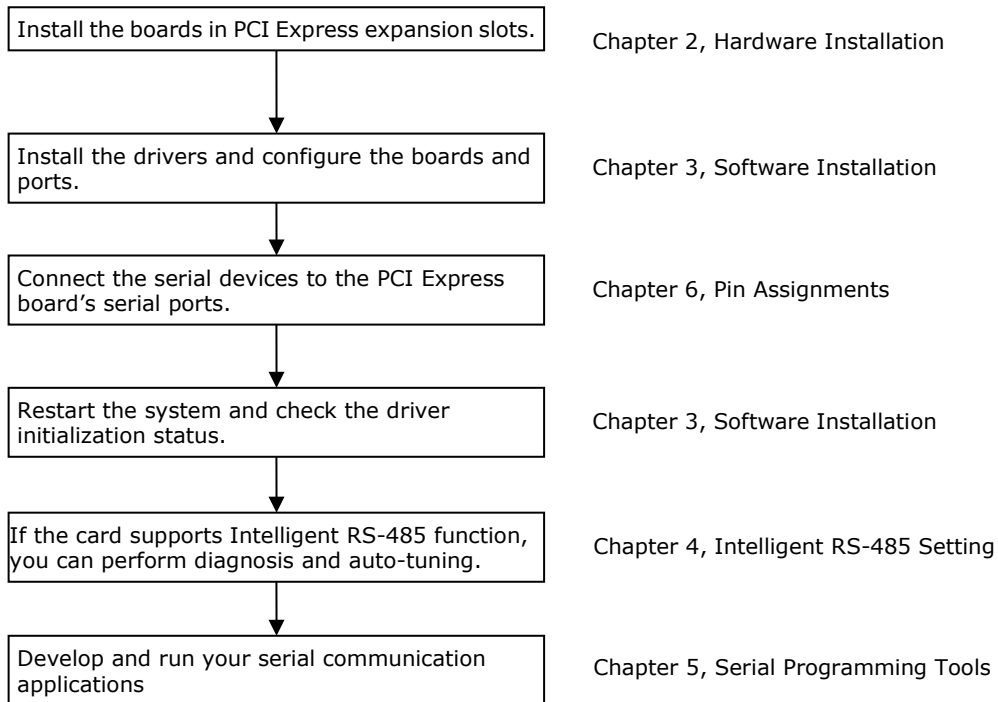 Install the boards in PCI Express expansion slots.
Chapter 2, Hardware Installation
Install the drivers and configure the boards and
ports.
Chapter 3, Software Installation
Connect the serial devices to the PCI Express
board’s serial ports.
Chapter 6, Pin Assignments
Restart the system and check the driver
initialization status.
Chapter 3, Software Installation
If the card supports Intelligent RS-485 function,
you can perform diagnosis and auto-tuning.
Chapter 4, Intelligent RS-485 Setting
Develop and run your serial communication
applications
Chapter 5, Serial Programming Tools